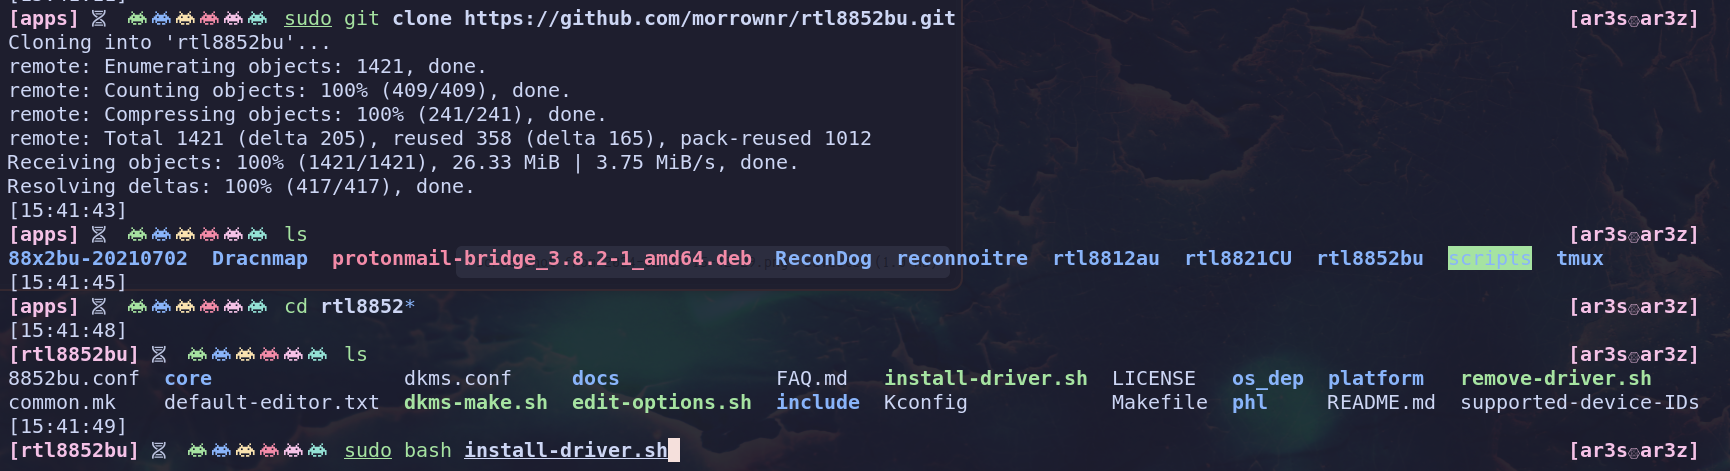 [apps] sudo git clone https://github.com/morrownr/rtl8852bu.git [ar3s ar3z]
Cloning into 'rtl8852bu'...
remote: Enumerating objects: 1421, done.
remote: Counting objects: 100% (409/409), done.
remote: Compressing objects: 100% (241/241), done.
remote: Total 1421 (delta 205), reused 358 (delta 165), pack-reused 1012
Receiving objects: 100% (1421/1421), 26.33 MiB | 3.75 MiB/s, done.
Resolving deltas: 100% (417/417), done.
[15:41:43]
[apps] ls [ar3s ar3z]
88x2bu-20210702 Dracnmap protonmail-bridge_3.8.2-1_amd64.deb ReconDog reconnoitre rtl8812au rtl8821CU rtl8852bu scripts tmux
[15:41:45]
[apps] cd rtl8852* [ar3s ar3z]
[15:41:48]
[rtl8852bu] ls [ar3s ar3z]
8852bu.conf core dkms.conf docs FAQ.md install-driver.sh LICENSE os_dep platform remove-driver.sh
common.mk default-editor.txt dkms-make.sh edit-options.sh include Kconfig Makefile phl README.md supported-device-IDs
[15:41:49]
[rtl8852bu] sudo bash install-driver.sh [ar3s ar3z]